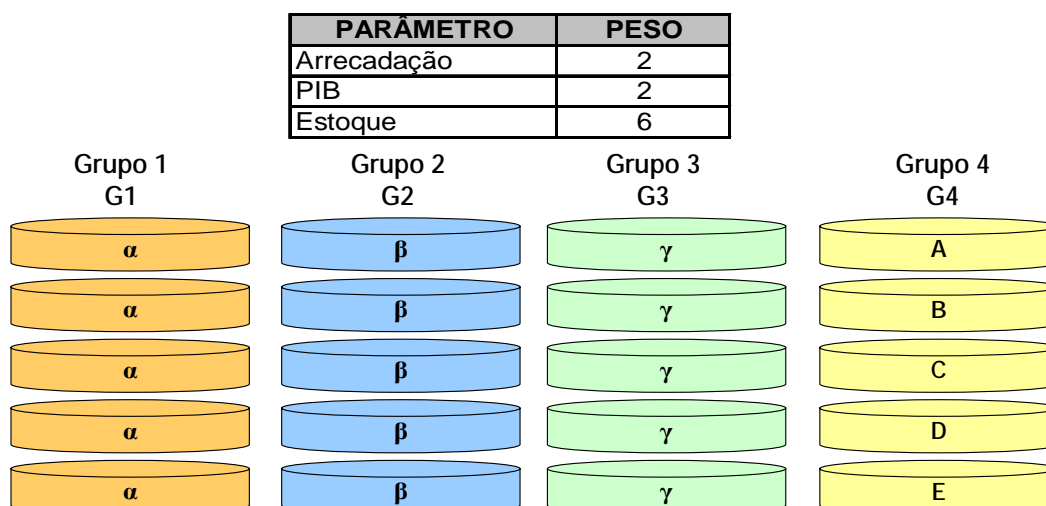 PARÂMETRO PESO
Arrecadação 2
PIB 2
Estoque 6
Grupo 1 Grupo 2 Grupo 3 Grupo 4
G1 G2 G3 G4
α β γ A
α β γ B
α β γ C
α β γ D
α β γ E